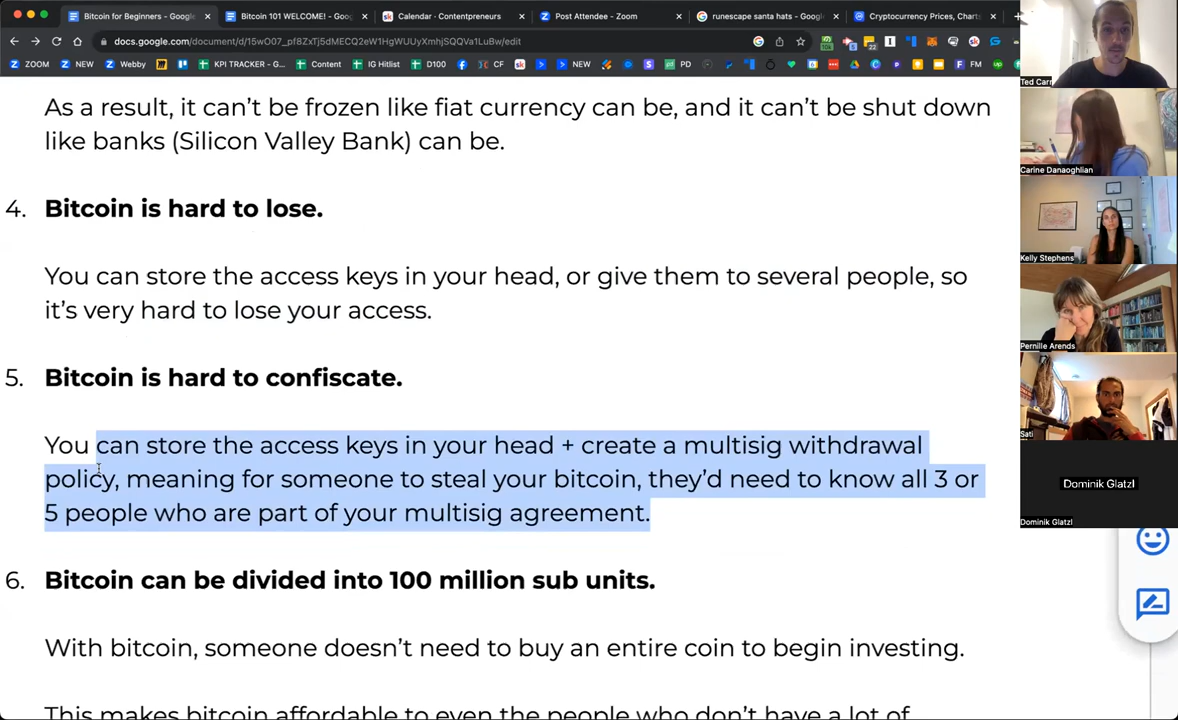 Bitcoin for Beginners - Google
Bitcoin 101 WELCOME! - Goog
Calendar · Contentpreneurs
Post Attendee - Zoom
runescape santa hats - Google
Cryptocurrency Prices, Charts
docs.google.com/document/d/15wO07_pf8ZxTj5dMECQ2eW1HgWUUyXmhjSQQVa1LuBw/edit
ZOOM
NEW
Webby
KPI TRACKER - G...
Content
IG Hitlist
D100
CF
NEW
PD
FM
As a result, it can't be frozen like fiat currency can be, and it can't be shut down
like banks (Silicon Valley Bank) can be.
4. Bitcoin is hard to lose.
You can store the access keys in your head, or give them to several people, so
it's very hard to lose your access.
5. Bitcoin is hard to confiscate.
You can store the access keys in your head + create a multisig withdrawal
policy, meaning for someone to steal your bitcoin, they'd need to know all 3 or
5 people who are part of your multisig agreement.
6. Bitcoin can be divided into 100 million sub units.
With bitcoin, someone doesn't need to buy an entire coin to begin investing.
This makes bitcoin affordable to even the people who don't have a lot of
Ted Carr
Carine Danaoghlian
Kelly Stephens
Pernille Arends
Sati
Dominik Glatzl
Dominik Glatzl